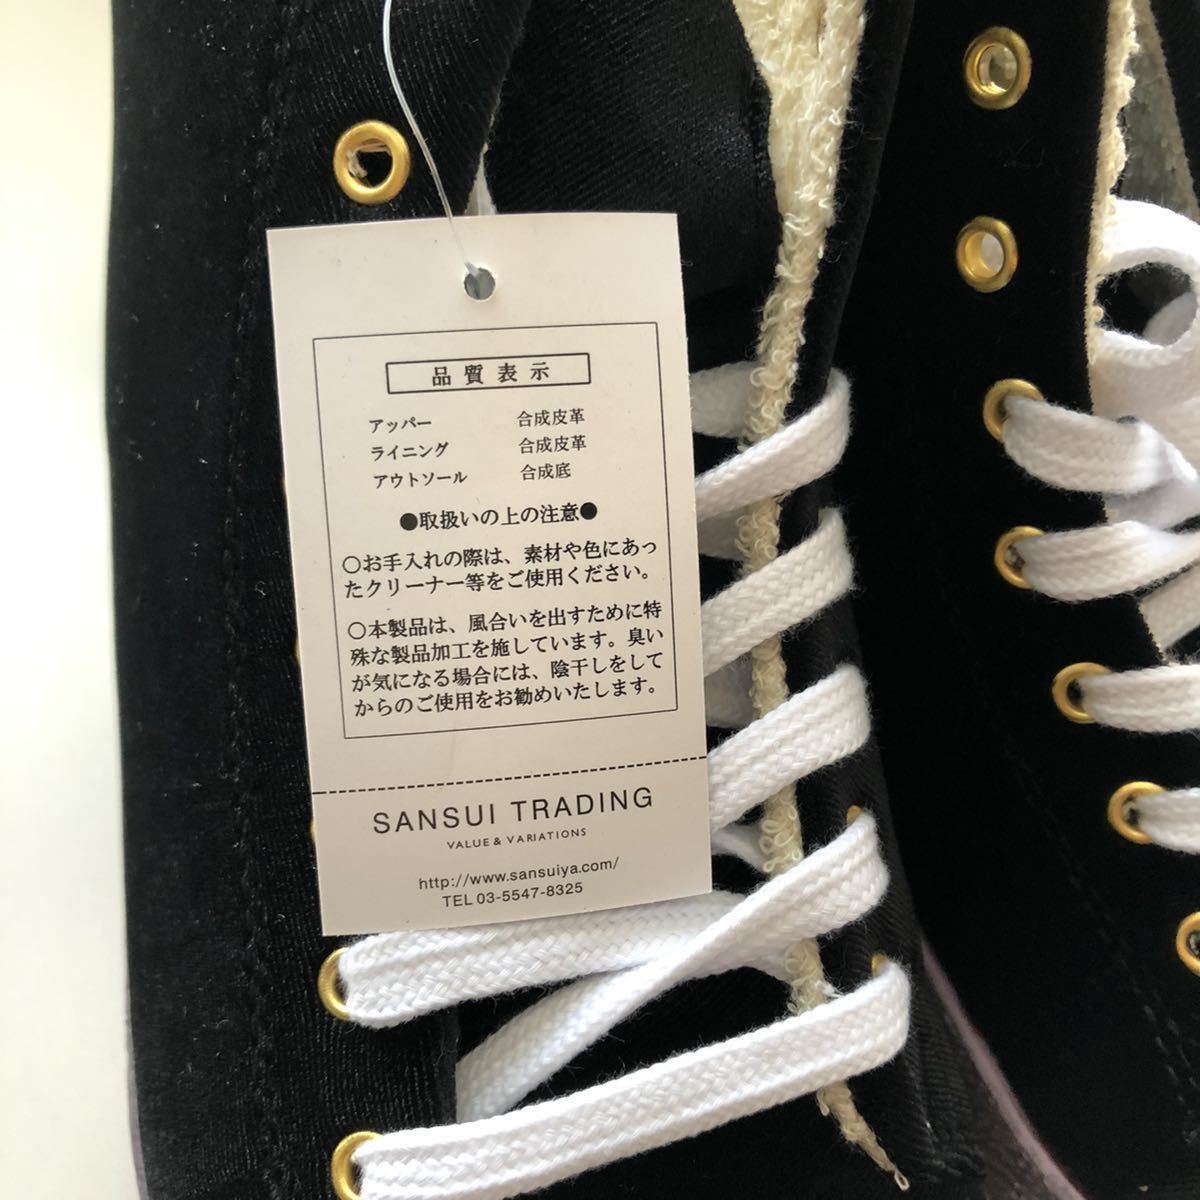 品質表示
アッパー 合成皮革
ライニング 合成皮革
アウトソール 合成底
●取扱いの上の注意●
○お手入れの際は、素材や色にあっ
たクリーナー等をご使用ください。
○本製品は、風合いを出すために特
殊な製品加工を施しています。臭い
が気になる場合には、陰干しをして
からのご使用をお勧めいたします。
SANSUI TRADING
VALUE & VARIATIONS
http://www.sansuiya.com/
TEL 03-5547-8325